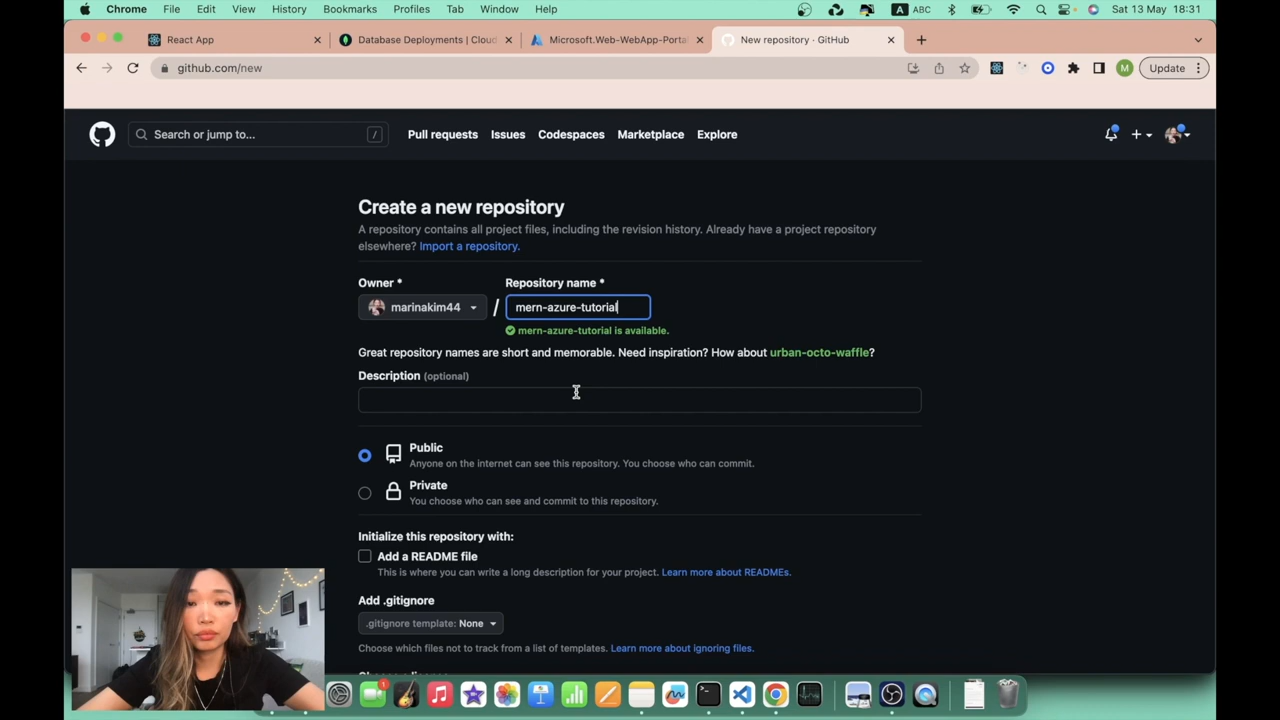 Chrome File Edit View History Bookmarks Profiles Tab Window Help A ABC Sat 13 May 18:31
React App Database Deployments | Cloud Microsoft.Web-WebApp-Portal New repository · GitHub
github.com/new M Update
Search or jump to... / Pull requests Issues Codespaces Marketplace Explore
Create a new repository
A repository contains all project files, including the revision history. Already have a project repository
elsewhere? Import a repository.
Owner * Repository name *
marinakim44 / mern-azure-tutorial
mern-azure-tutorial is available.
Great repository names are short and memorable. Need inspiration? How about urban-octo-waffle?
Description (optional)
Public
Anyone on the internet can see this repository. You choose who can commit.
Private
You choose who can see and commit to this repository.
Initialize this repository with:
Add a README file
This is where you can write a long description for your project. Learn more about READMEs.
Add .gitignore
.gitignore template: None
Choose which files not to track from a list of templates. Learn more about ignoring files.
1